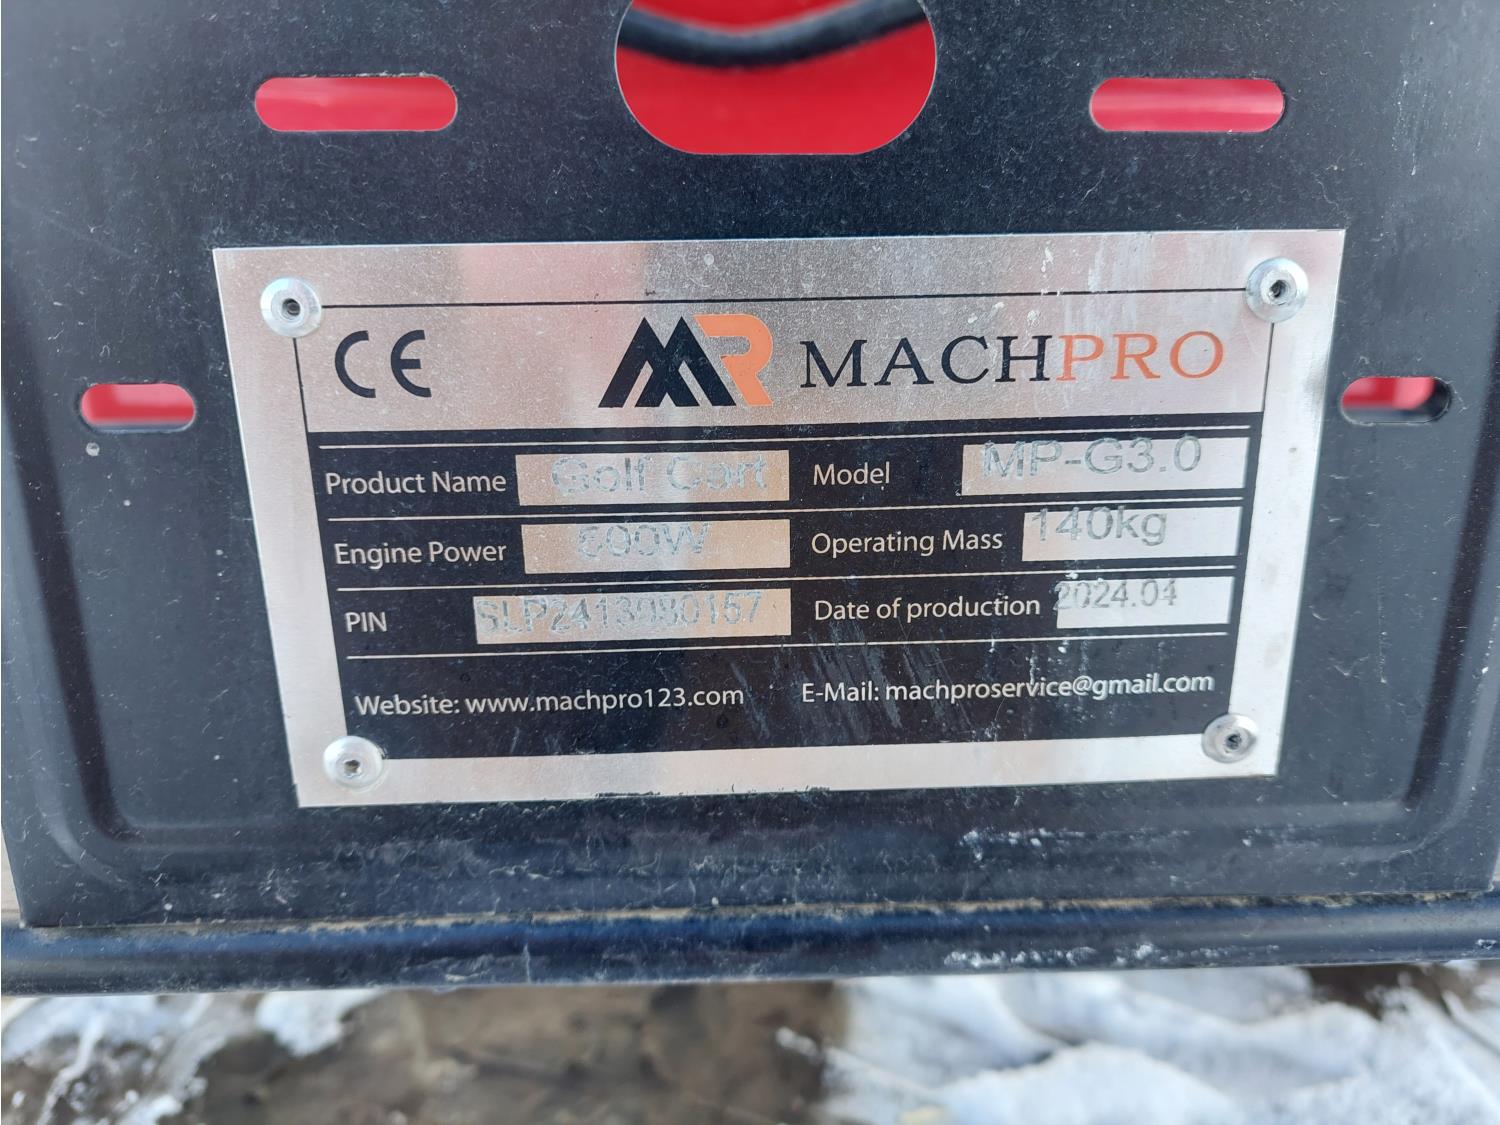 CE MACHPRO
Product Name Golf Cart Model MP-G3.0
Engine Power 800W Operating Mass 140kg
PIN SLP2413080157 Date of production 2024.04
Website: www.machpro123.com E-Mail: machproservice@gmail.com